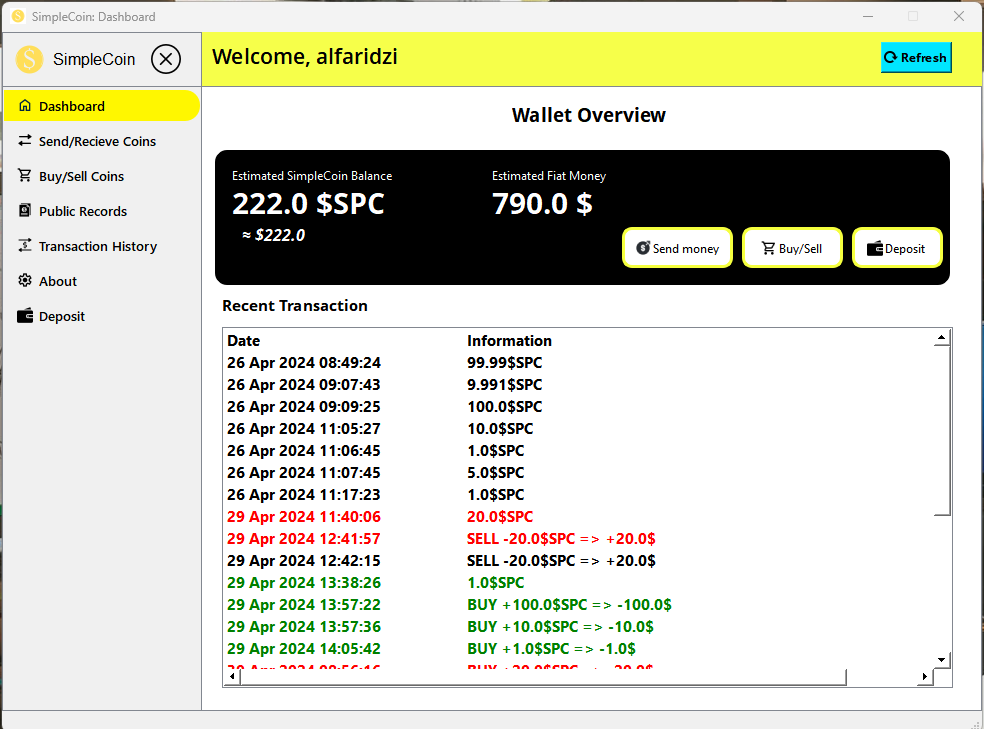 SimpleCoin: Dashboard
SimpleCoin
Welcome, alfaridzi
Refresh
Dashboard
Send/Recieve Coins
Buy/Sell Coins
Public Records
Transaction History
About
Deposit
Wallet Overview
Estimated SimpleCoin Balance
Estimated Fiat Money
222.0 $SPC
790.0 $
≈ $222.0
Send money
Buy/Sell
Deposit
Recent Transaction
Date Information
26 Apr 2024 08:49:24 99.99$SPC
26 Apr 2024 09:07:43 9.991$SPC
26 Apr 2024 09:09:25 100.0$SPC
26 Apr 2024 11:05:27 10.0$SPC
26 Apr 2024 11:06:45 1.0$SPC
26 Apr 2024 11:07:45 5.0$SPC
26 Apr 2024 11:17:23 1.0$SPC
29 Apr 2024 11:40:06 20.0$SPC
29 Apr 2024 12:41:57 SELL -20.0$SPC => +20.0$
29 Apr 2024 12:42:15 SELL -20.0$SPC => +20.0$
29 Apr 2024 13:38:26 1.0$SPC
29 Apr 2024 13:57:22 BUY +100.0$SPC => -100.0$
29 Apr 2024 13:57:36 BUY +10.0$SPC => -10.0$
29 Apr 2024 14:05:42 BUY +1.0$SPC => -1.0$